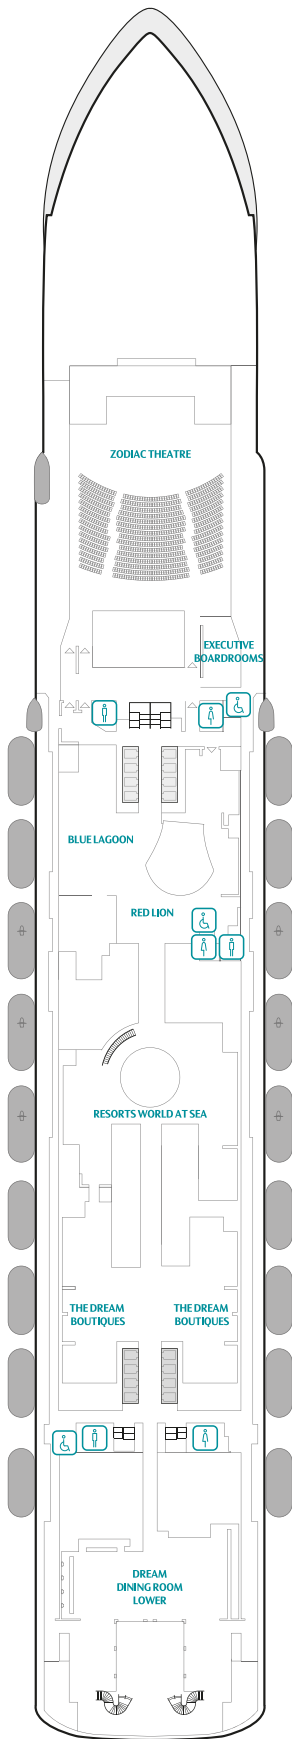 ZODIAC THEATRE
EXECUTIVE
BOARDROOMS
BLUE LAGOON
RED LION
RESORTS WORLD AT SEA
THE DREAM
BOUTIQUES
THE DREAM
BOUTIQUES
DREAM
DINING ROOM
LOWER